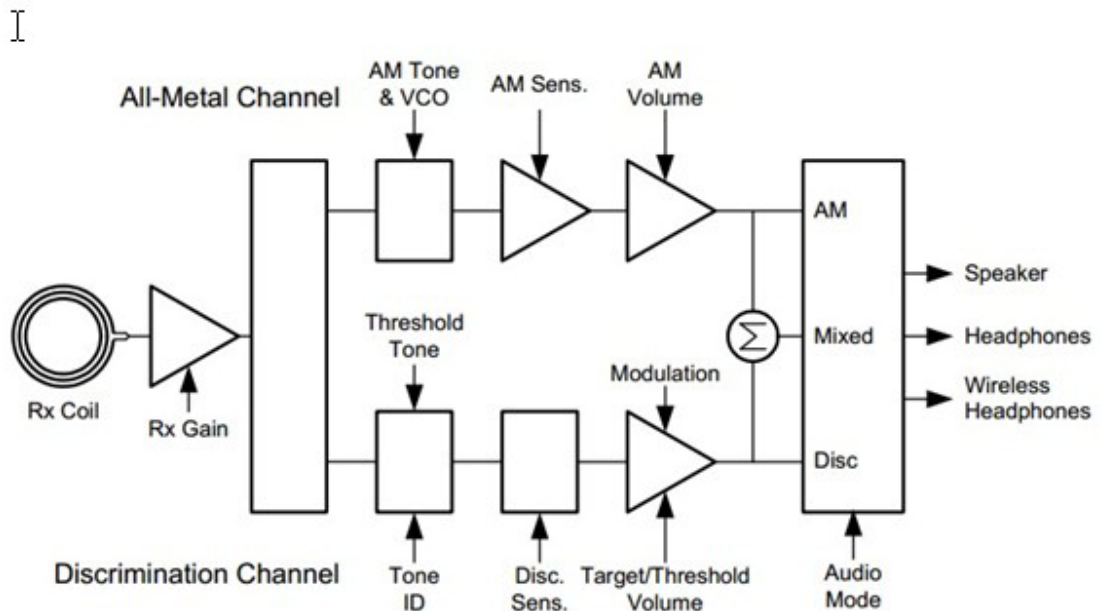 All-Metal Channel
AM Tone
& VCO
AM Sens.
AM
Volume
AM
Speaker
Rx Coil
Rx Gain
Threshold
Tone
Modulation
Σ
Mixed
Headphones
Wireless
Headphones
Disc
Discrimination Channel
Tone
ID
Disc.
Sens.
Target/Threshold
Volume
Audio
Mode